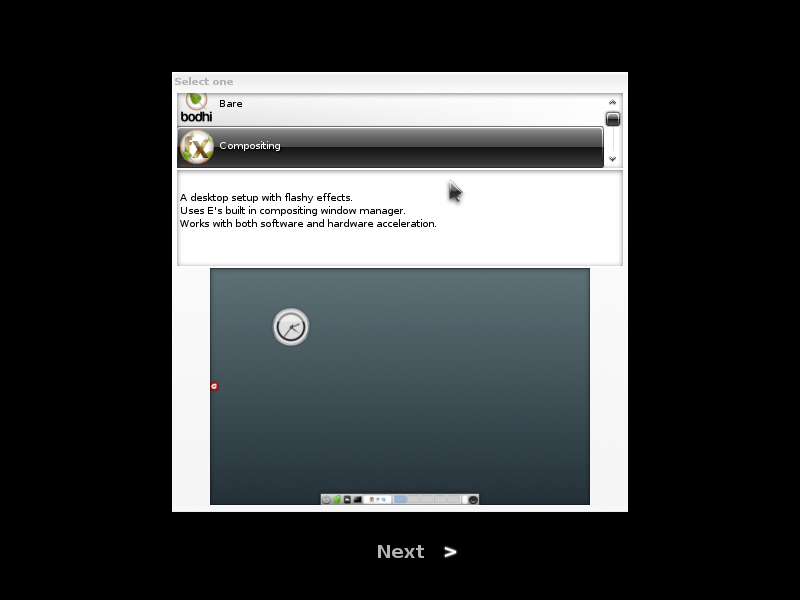 Select one
Bare
bodhi
fx
Compositing
A desktop setup with flashy effects.
Uses E's built in compositing window manager.
Works with both software and hardware acceleration.
Next >